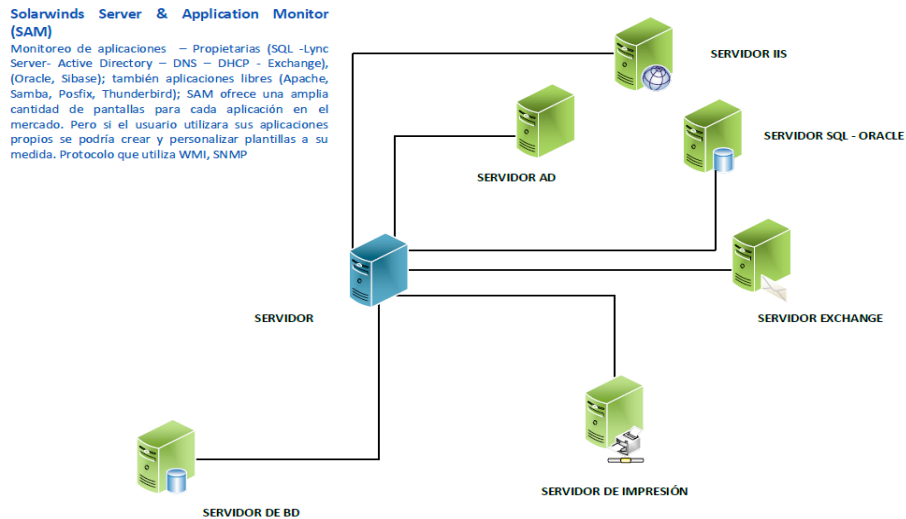 Solarwinds Server & Application Monitor
(SAM)
Monitoreo de aplicaciones – Propietarias (SQL -Lync
Server- Active Directory – DNS – DHCP - Exchange),
(Oracle, Sibase); también aplicaciones libres (Apache,
Samba, Posfix, Thunderbird); SAM ofrece una amplia
cantidad de pantallas para cada aplicación en el
mercado. Pero si el usuario utilizara sus aplicaciones
propios se podría crear y personalizar plantillas a su
medida. Protocolo que utiliza WMI, SNMP
SERVIDOR IIS
SERVIDOR SQL - ORACLE
SERVIDOR AD
SERVIDOR
SERVIDOR EXCHANGE
SERVIDOR DE IMPRESIÓN
SERVIDOR DE BD